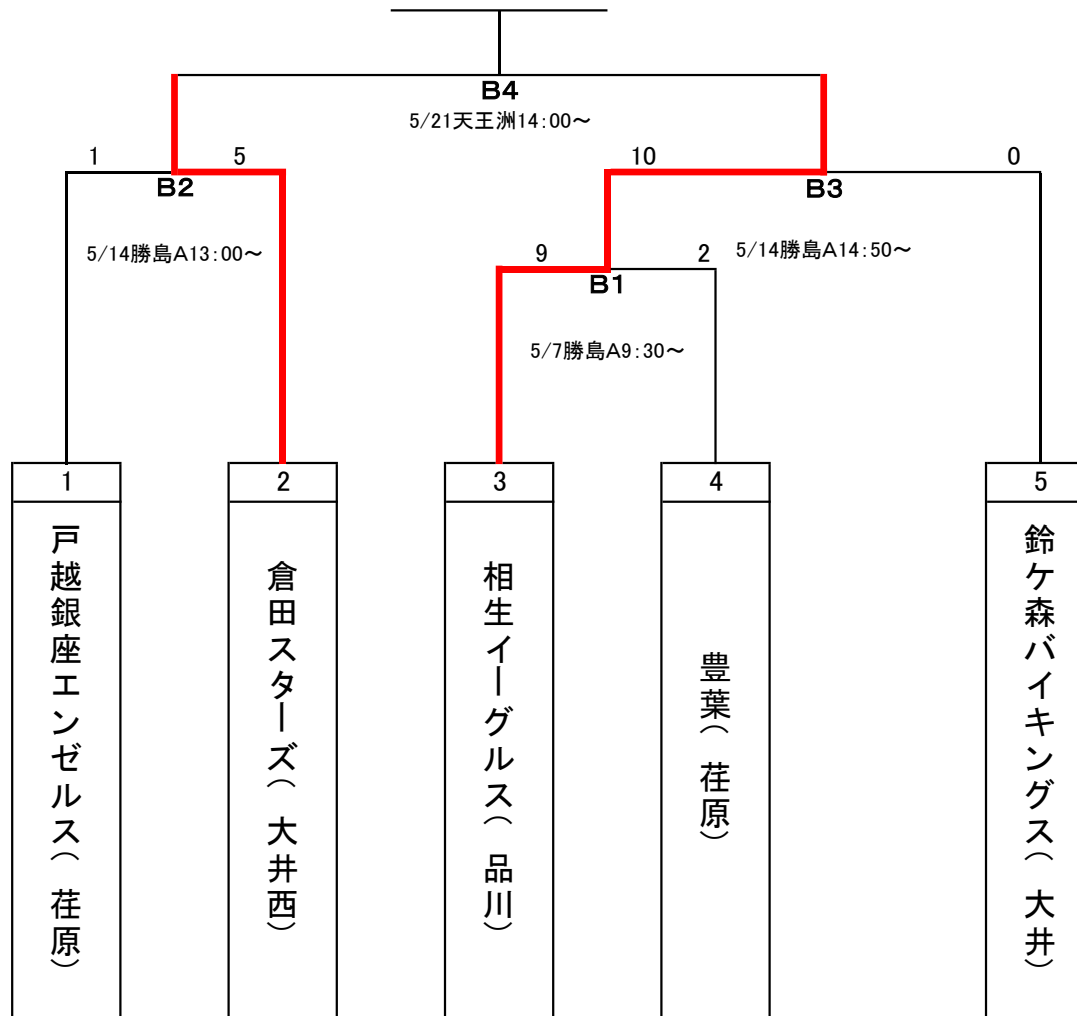 B4
5/21天王洲14:00～
1
5
10
0
B2
B3
5/14勝島A13:00～
9
2
5/14勝島A14:50～
B1
5/7勝島A9:30～
1
2
3
4
5
戸越銀座エンゼルス（荏原）
倉田スターズ（大井西）
相生イーグルス（品川）
豊葉（荏原）
鈴ケ森バイキングス（大井）